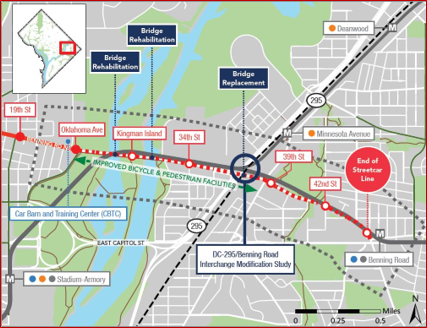 Bridge
Rehabilitation
Deanwood
Bridge
Rehabilitation
Bridge
Replacement
295
19th St
Oklahoma Ave
Kingman Island
34th St
M
Minnesota Avenue
BENNING RD NE
39th St
End of
Streetcar
Line
IMPROVED BICYCLE & PEDESTRIAN FACILITIES
42nd St
Car Barn and Training Center (CBTC)
295
EAST CAPITOL ST
DC-295/Benning Road
Interchange Modification Study
M
Benning Road
M
Stadium-Armory
Miles
0
0.25
0.5
N